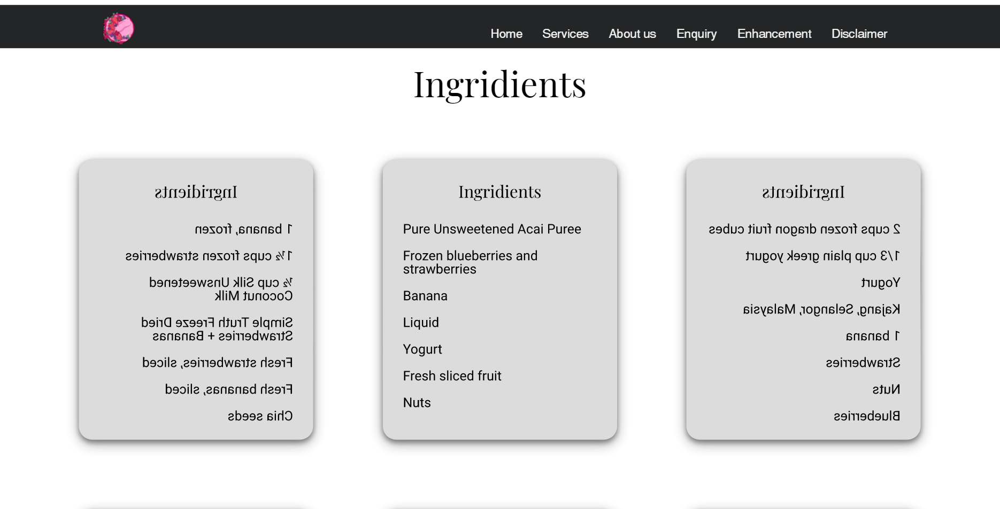 Home Services About us Enquiry Enhancement Disclaimer
Ingridients
Ingridients
1 banana, frozen
1½ cups frozen strawberries
½ cup Silk Unsweetened
Coconut Milk
Simple Truth Freeze Dried
Strawberries + Bananas
Fresh strawberries, sliced
Fresh bananas, sliced
Chia seeds
Ingridients
Pure Unsweetened Acai Puree
Frozen blueberries and
strawberries
Banana
Liquid
Yogurt
Fresh sliced fruit
Nuts
Ingridients
2 cups frozen dragon fruit cubes
1/3 cup plain greek yogurt
Yogurt
Kajang, Selangor, Malaysia
1 banana
Strawberries
Nuts
Blueberries